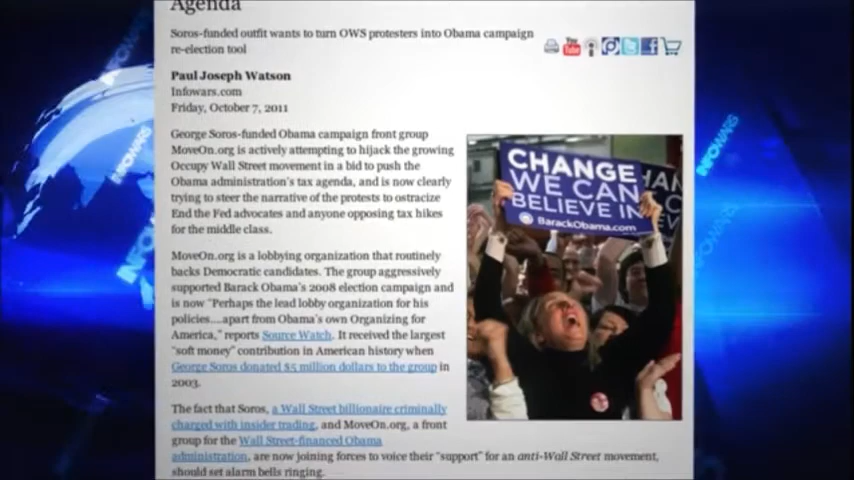 Agenda
Soros-funded outfit wants to turn OWS protesters into Obama campaign
re-election tool
Paul Joseph Watson
Infowars.com
Friday, October 7, 2011
George Soros-funded Obama campaign front group
MoveOn.org is actively attempting to hijack the growing
Occupy Wall Street movement in a bid to push the
Obama administration's tax agenda, and is now clearly
trying to steer the narrative of the protests to ostracize
End the Fed advocates and anyone opposing tax hikes
for the middle class.
MoveOn.org is a lobbying organization that routinely
backs Democratic candidates. The group aggressively
supported Barack Obama's 2008 election campaign and
is now "Perhaps the lead lobby organization for his
policies....apart from Obama's own Organizing for
America," reports Source Watch. It received the largest
"soft money" contribution in American history when
George Soros donated $5 million dollars to the group in
2003.
The fact that Soros, a Wall Street billionaire criminally
charged with insider trading, and MoveOn.org, a front
group for the Wall Street-financed Obama
administration, are now joining forces to voice their "support" for an anti-Wall Street movement,
should set alarm bells ringing.
You
Tube
CHANGE
WE CAN
BELIEVE IN
BarackObama.com
INFOWARS
INFOWARS
INFOWARS
INFOWARS